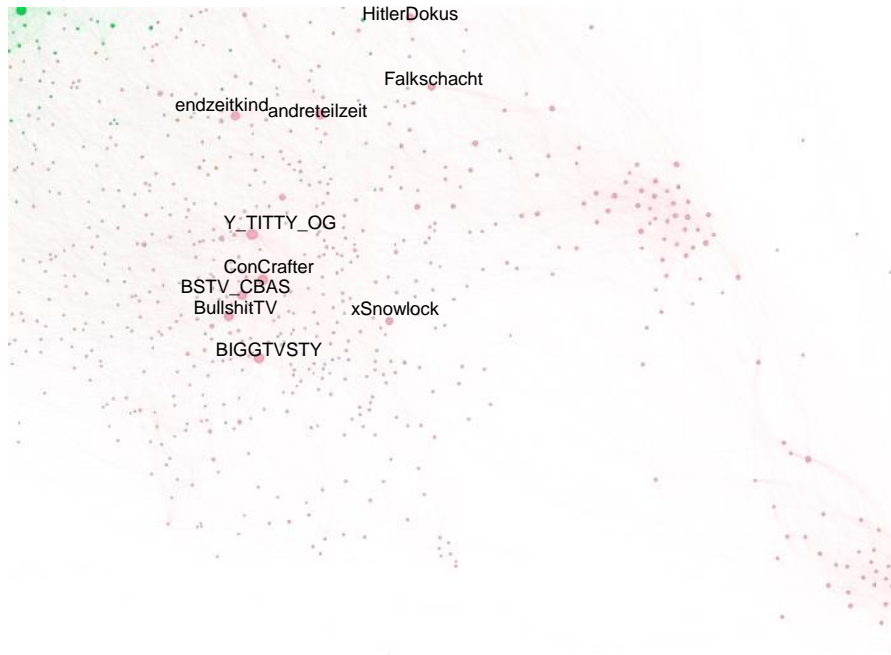 HitlerDokus
Falkschacht
endzeitkind
andreteilzeit
Y_TITTY_OG
ConCrafter
BSTV_CBAS
BullshitTV
xSnowlock
BIGGTVSTY